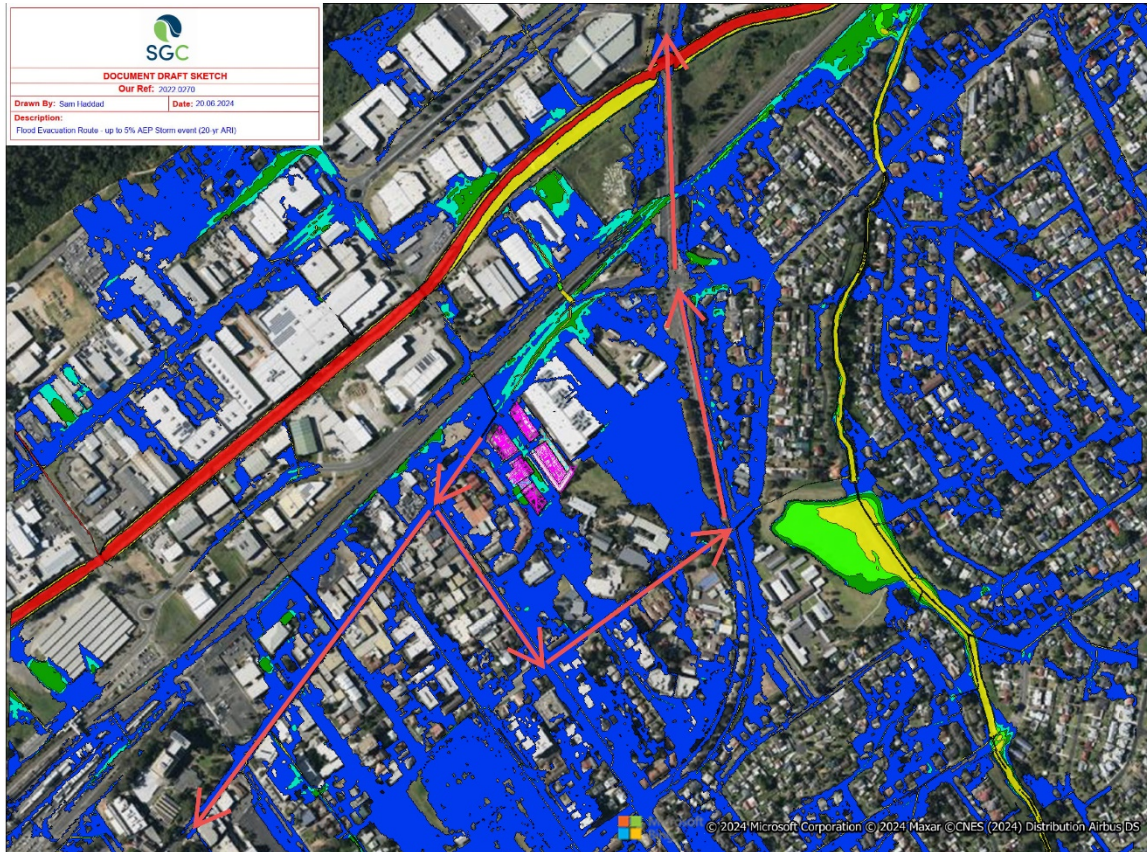 SGC
DOCUMENT DRAFT SKETCH
Our Ref: 2022.0270
Drawn By: Sam Haddad Date: 20.06.2024
Description:
Flood Evacuation Route - up to 5% AEP Storm event (20-yr ARI)
© 2024 Microsoft Corporation © 2024 Maxar ©CNES (2024) Distribution Airbus DS